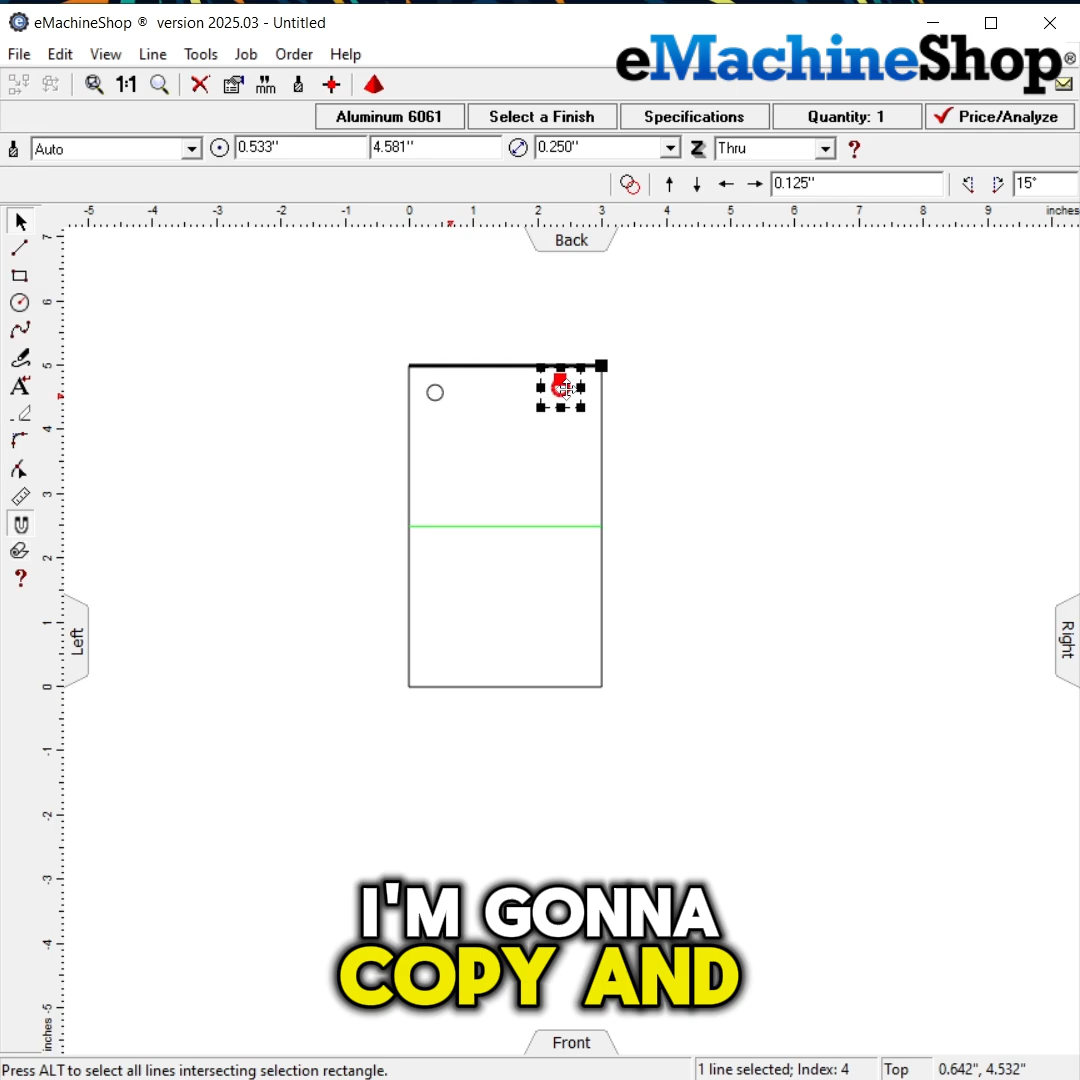 eMachineShop ® version 2025.03 - Untitled
File Edit View Line Tools Job Order Help
eMachineShop®
1:1 mm
Aluminum 6061 Select a Finish Specifications Quantity: 1 Price/Analyze
Auto 0.533" 4.581" 0.250" Z Thru ?
0.125" 15°
-5 -4 -3 -2 -1 0 1 2 3 4 5 6 7 8 9 inches
Back
7
6
5
4
3
2
1
0
-1
-2
-3
-4
-5
inches
A
?
Left
Right
I'M GONNA
COPY AND
Front
Press ALT to select all lines intersecting selection rectangle. 1 line selected; Index: 4 Top 0.642", 4.532"